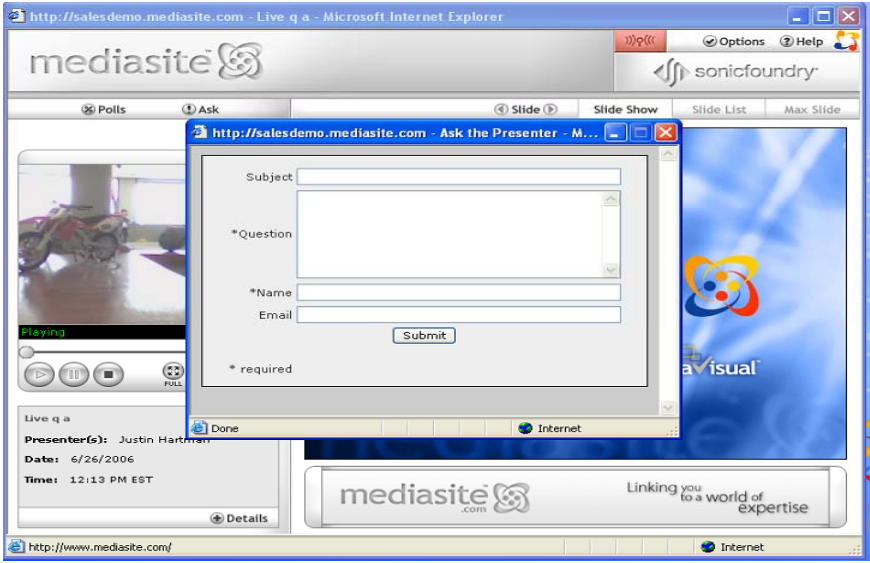 http://salesdemo.mediasite.com - Live q a - Microsoft Internet Explorer
Options Help
mediasite
sonicfoundry
Polls Ask Slide Slide Show Slide List Max Slide
http://salesdemo.mediasite.com - Ask the Presenter - M...
Subject
*Question
*Name
Email
Submit
* required
Done Internet
Playing
FULL
a visual
Live q a
Presenter(s): Justin Hartman
Date: 6/26/2006
Time: 12:13 PM EST
Details
mediasite
.com
Linking you
to a world of
expertise
http://www.mediasite.com/ Internet